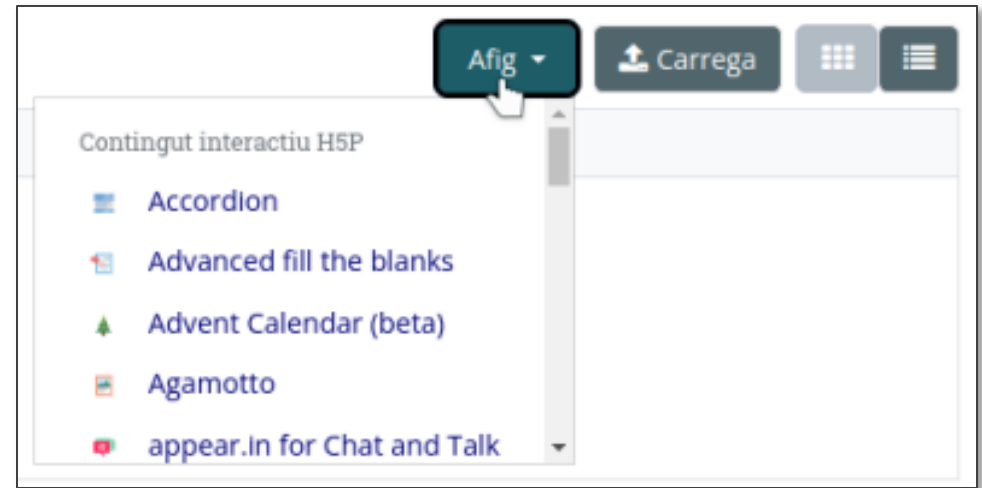 Afig Carrega
Contingut interactiu H5P
Accordion
Advanced fill the blanks
Advent Calendar (beta)
Agamotto
appear.in for Chat and Talk